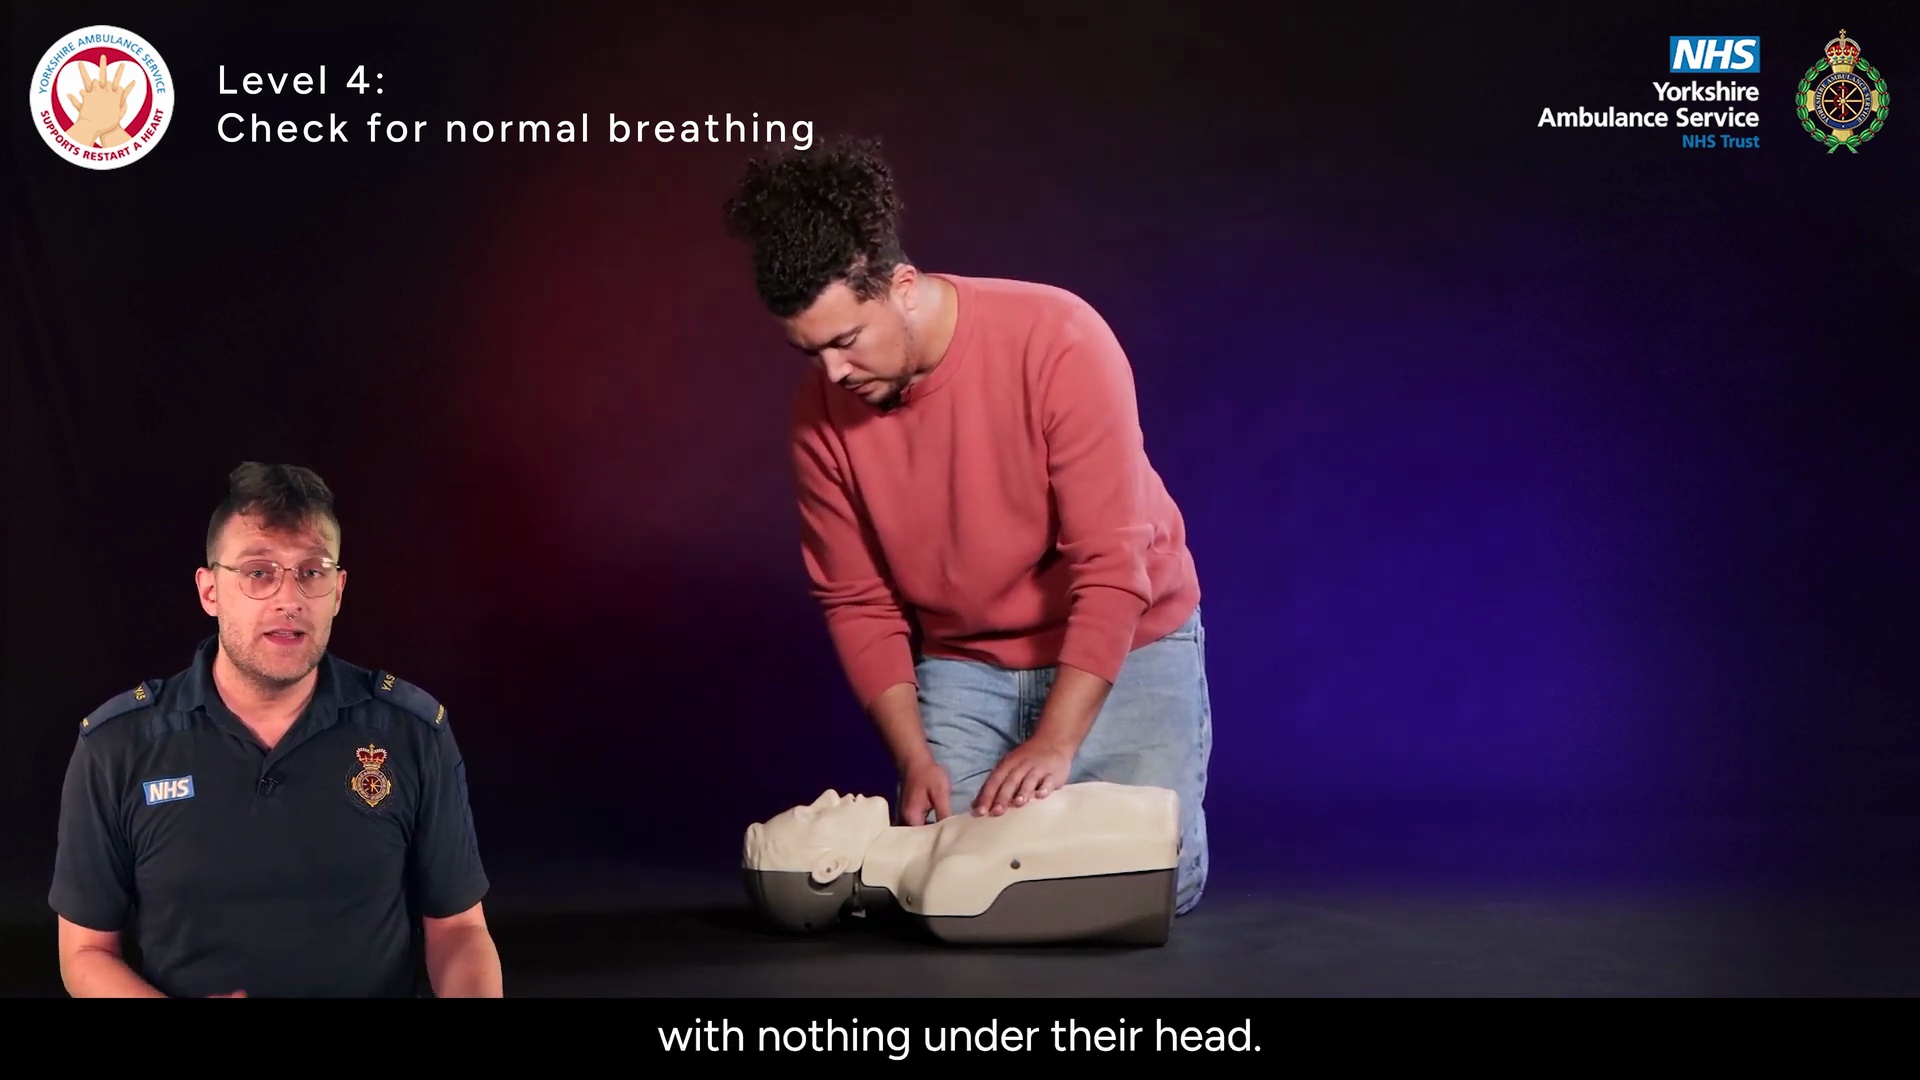 YORKSHIRE AMBULANCE SERVICE
SUPPORTS RESTART A HEART
Level 4:
Check for normal breathing
NHS
Yorkshire
Ambulance Service
NHS Trust
YAS
YAS
NHS
with nothing under their head.